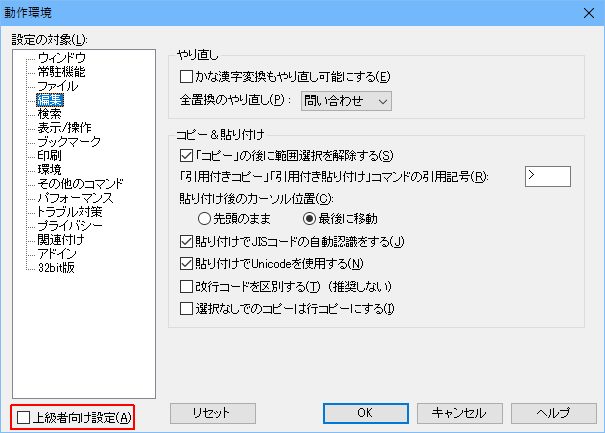 動作環境
設定の対象(L):
ウィンドウ
常駐機能
ファイル
編集
検索
表示/操作
ブックマーク
印刷
環境
その他のコマンド
パフォーマンス
トラブル対策
プライバシー
関連付け
アドイン
32bit版
上級者向け設定(A)
やり直し
かな漢字変換もやり直し可能にする(E)
全置換のやり直し(P): 問い合わせ
コピー&貼り付け
「コピー」の後に範囲選択を解除する(S)
「引用付きコピー」「引用付き貼り付け」コマンドの引用記号(R): >
貼り付け後のカーソル位置(C):
先頭のまま 最後に移動
貼り付けでJISコードの自動認識をする(J)
貼り付けでUnicodeを使用する(N)
改行コードを区別する(T) (推奨しない)
選択なしでのコピーは行コピーにする(I)
リセット OK キャンセル ヘルプ